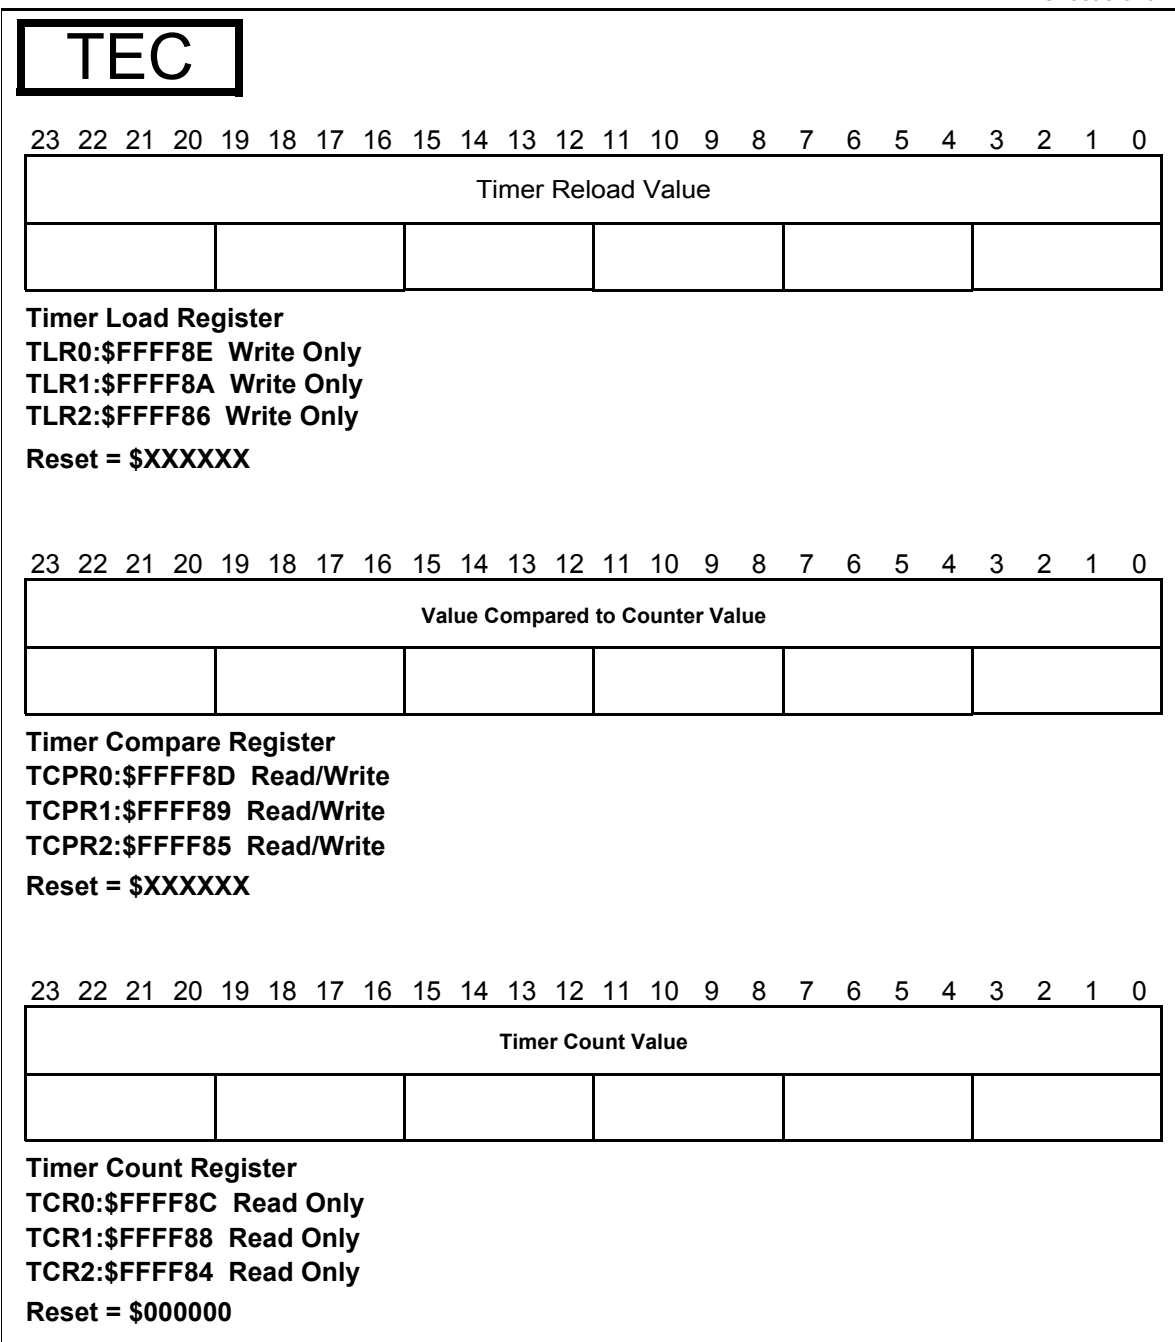 TEC
23 22 21 20 19 18 17 16 15 14 13 12 11 10 9 8 7 6 5 4 3 2 1 0
Timer Reload Value
Timer Load Register
TLR0:$FFFF8E Write Only
TLR1:$FFFF8A Write Only
TLR2:$FFFF86 Write Only
Reset = $XXXXXX
23 22 21 20 19 18 17 16 15 14 13 12 11 10 9 8 7 6 5 4 3 2 1 0
Value Compared to Counter Value
Timer Compare Register
TCPR0:$FFFF8D Read/Write
TCPR1:$FFFF89 Read/Write
TCPR2:$FFFF85 Read/Write
Reset = $XXXXXX
23 22 21 20 19 18 17 16 15 14 13 12 11 10 9 8 7 6 5 4 3 2 1 0
Timer Count Value
Timer Count Register
TCR0:$FFFF8C Read Only
TCR1:$FFFF88 Read Only
TCR2:$FFFF84 Read Only
Reset = $000000